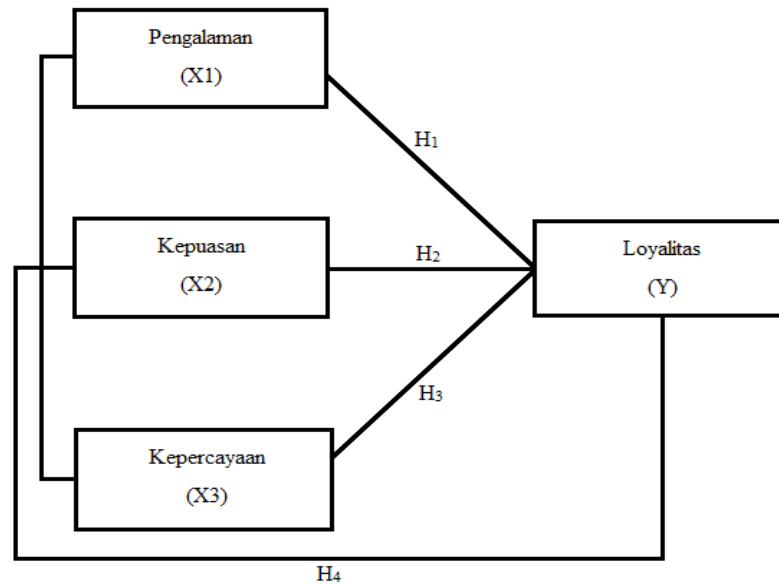 Pengalaman
(X1)
H₁
Kepuasan
(X2)
H₂
Loyalitas
(Y)
H₃
Kepercayaan
(X3)
H₄